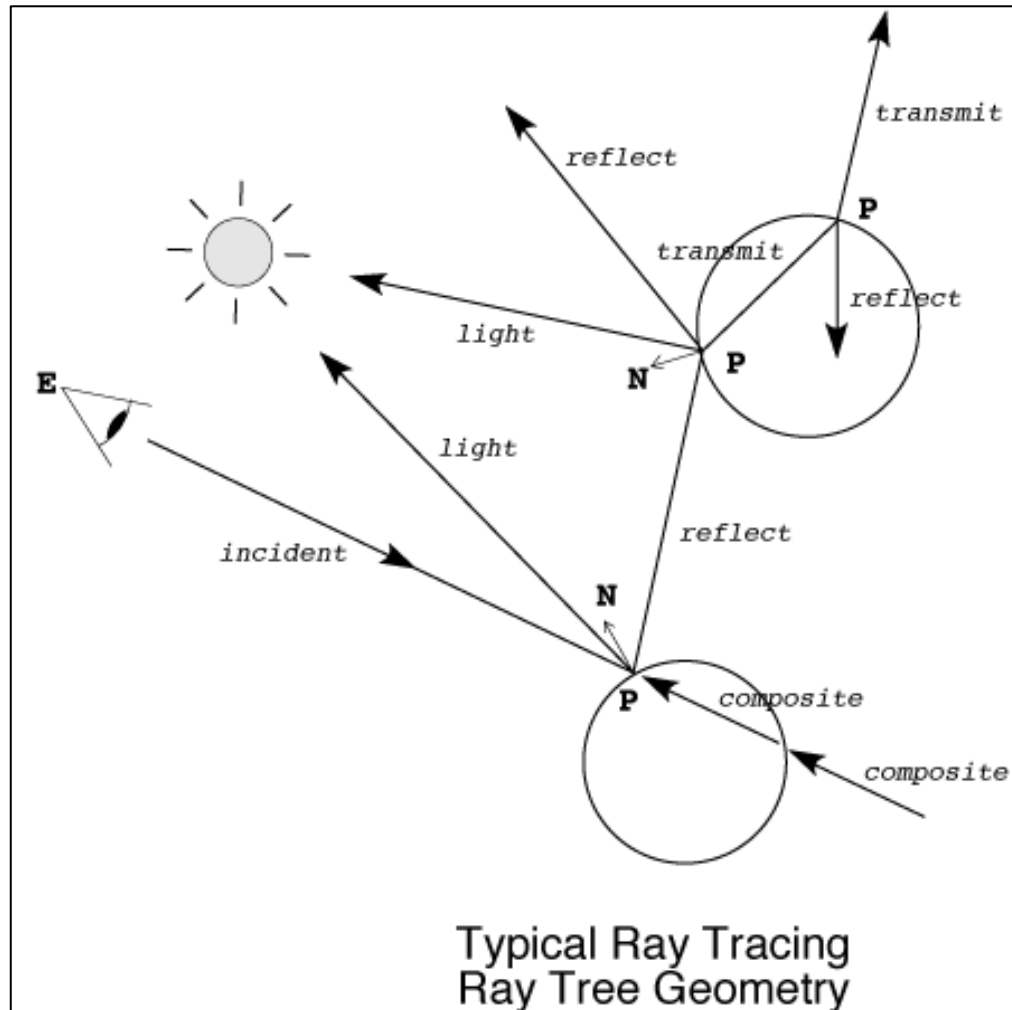 transmit
reflect
P
transmit
reflect
light
P
N
E
light
reflect
incident
N
P
composite
composite
Typical Ray Tracing
Ray Tree Geometry